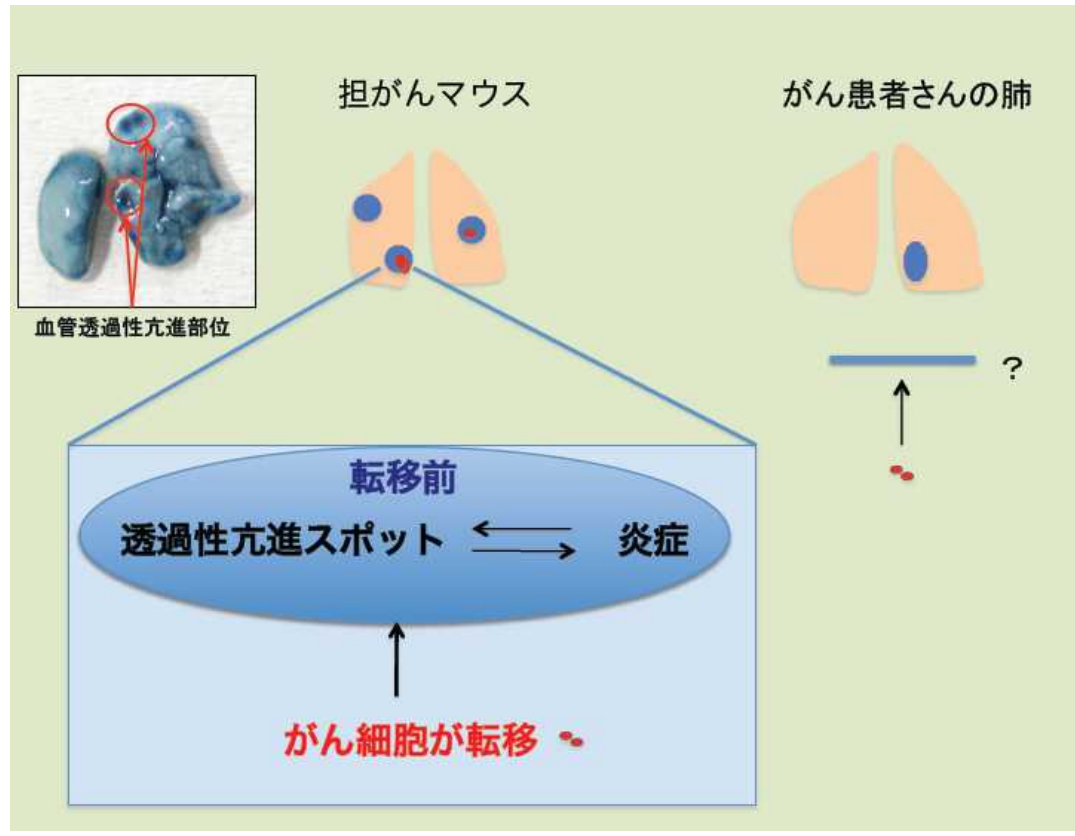 担がんマウス
がん患者さんの肺
血管透過性亢進部位
?
転移前
透過性亢進スポット
炎症
がん細胞が転移